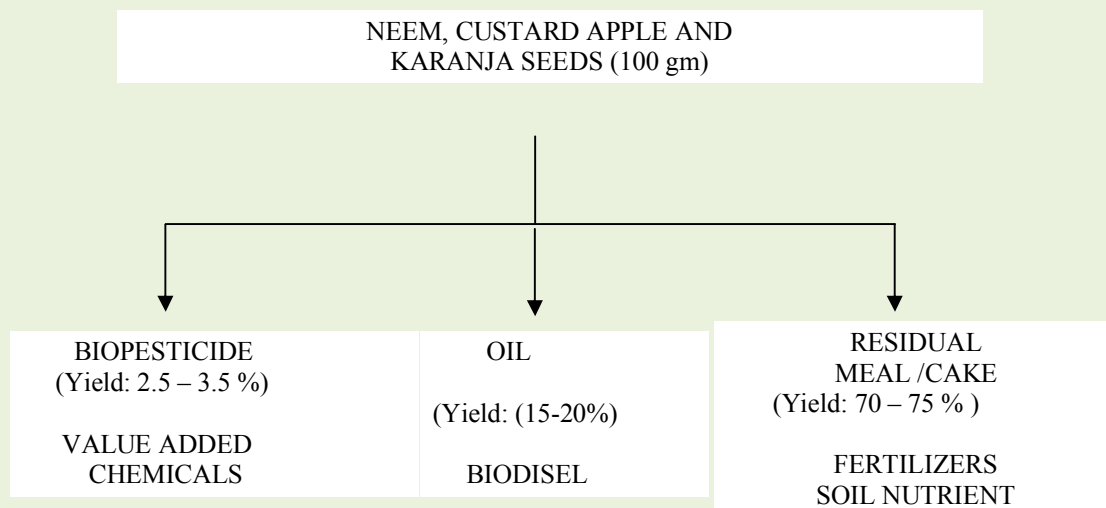 NEEM, CUSTARD APPLE AND
KARANJA SEEDS (100 gm)
BIOPESTICIDE
(Yield: 2.5 – 3.5 %)
VALUE ADDED
CHEMICALS
OIL
(Yield: (15-20%)
BIODISEL
RESIDUAL
MEAL /CAKE
(Yield: 70 – 75 % )
FERTILIZERS
SOIL NUTRIENT